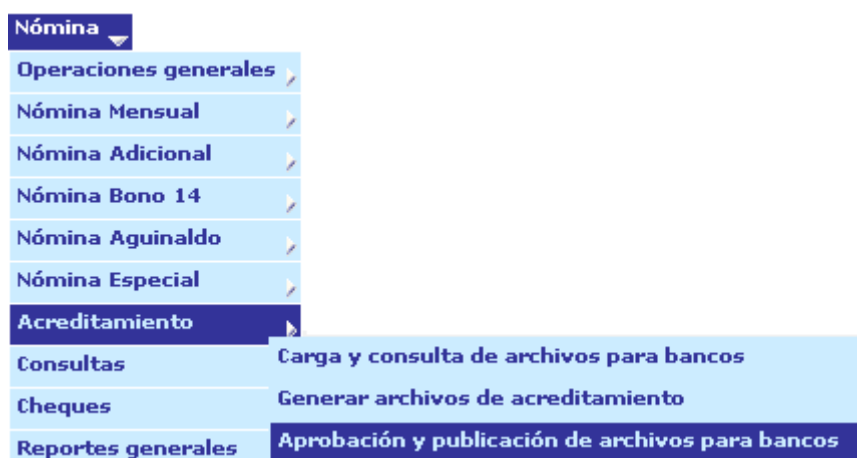 Nómina
Operaciones generales
Nómina Mensual
Nómina Adicional
Nómina Bono 14
Nómina Aguinaldo
Nómina Especial
Acreditamiento
Consultas
Cheques
Reportes generales
Carga y consulta de archivos para bancos
Generar archivos de acreditamiento
Aprobación y publicación de archivos para bancos